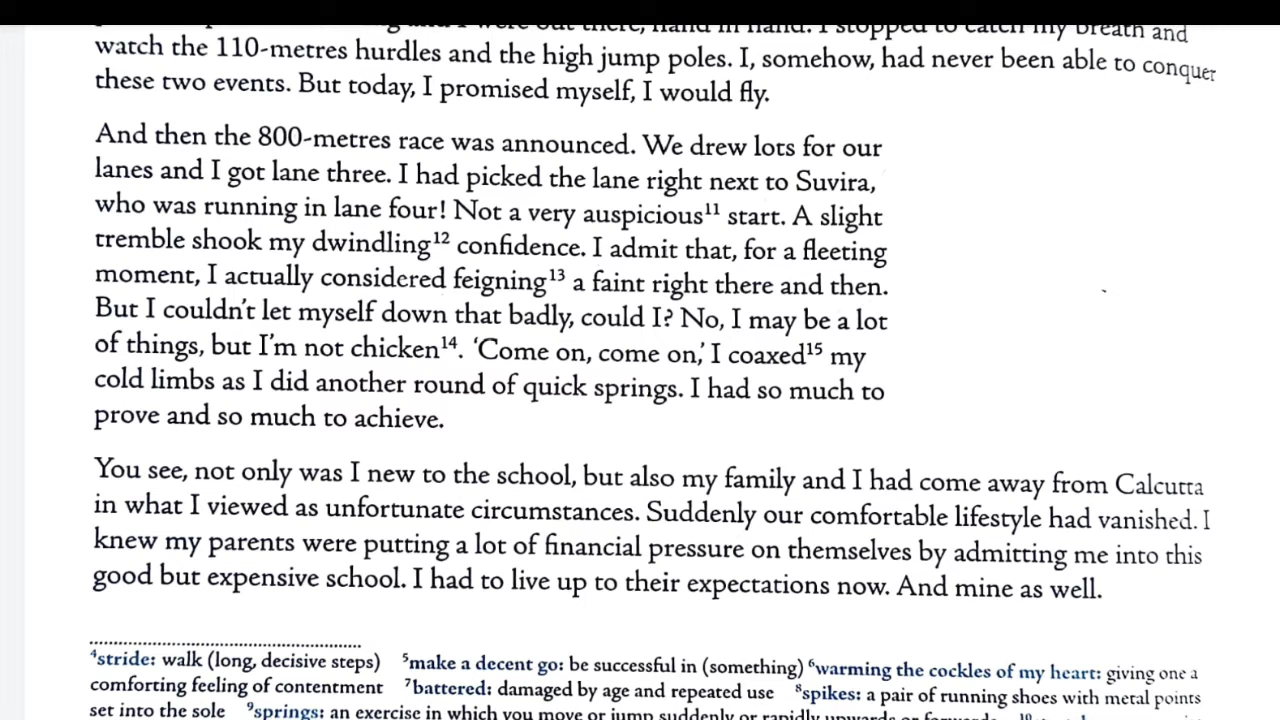 I stopped to catch my breath and
watch the 110-metres hurdles and the high jump poles. I, somehow, had never been able to conquer
these two events. But today, I promised myself, I would fly.
And then the 800-metres race was announced. We drew lots for our
lanes and I got lane three. I had picked the lane right next to Suvira,
who was running in lane four! Not a very auspicious¹¹ start. A slight
tremble shook my dwindling¹² confidence. I admit that, for a fleeting
moment, I actually considered feigning¹³ a faint right there and then.
But I couldn't let myself down that badly, could I? No, I may be a lot
of things, but I'm not chicken¹⁴. ‘Come on, come on,’ I coaxed¹⁵ my
cold limbs as I did another round of quick springs. I had so much to
prove and so much to achieve.
You see, not only was I new to the school, but also my family and I had come away from Calcutta
in what I viewed as unfortunate circumstances. Suddenly our comfortable lifestyle had vanished. I
knew my parents were putting a lot of financial pressure on themselves by admitting me into this
good but expensive school. I had to live up to their expectations now. And mine as well.
⁴stride: walk (long, decisive steps) ⁵make a decent go: be successful in (something) ⁶warming the cockles of my heart: giving one a
comforting feeling of contentment ⁷battered: damaged by age and repeated use ⁸spikes: a pair of running shoes with metal points
set into the sole ⁹springs: an exercise in which you move or jump suddenly or rapidly upwards or forwards